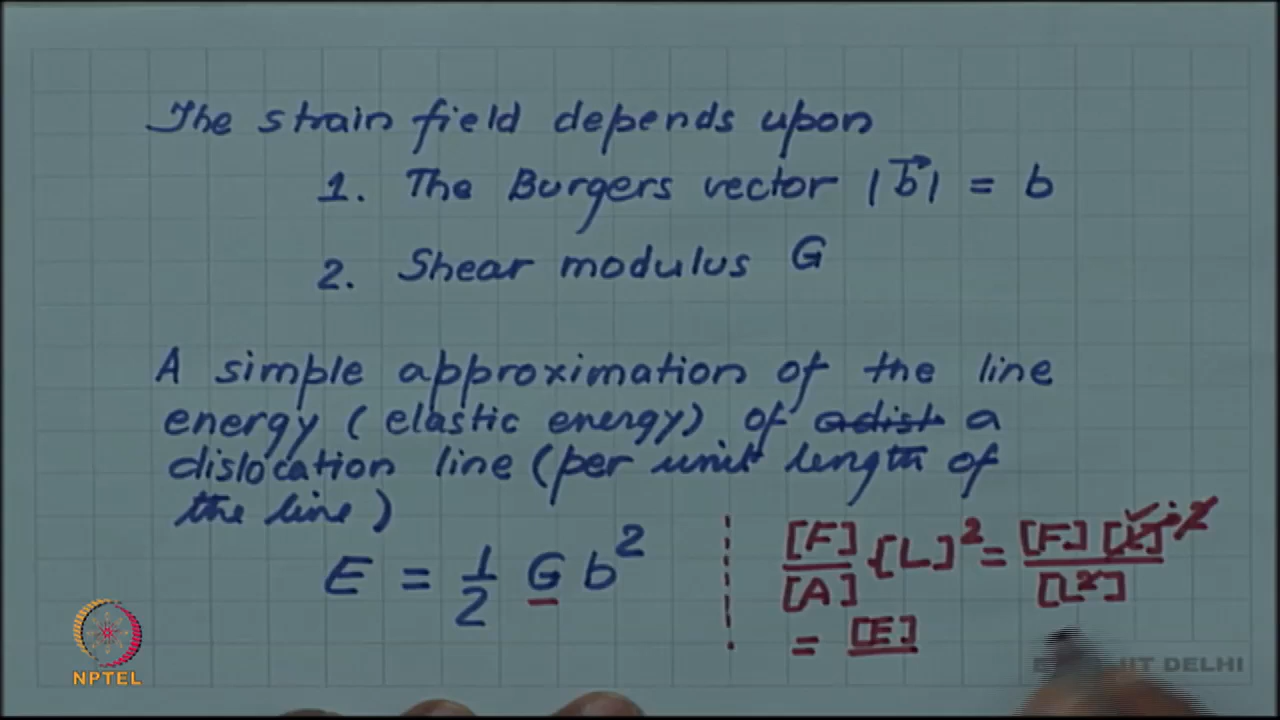 The strain field depends upon
1. The Burgers vector |b⃗| = b
2. Shear modulus G
A simple approximation of the line
energy (elastic energy) of a dist a
dislocation line (per unit length of
the line)
E = 1/2 G b²
[F]/[A] {L]² = [F] [L]²/[L²]
= [E]
NPTEL
IIT DELHI